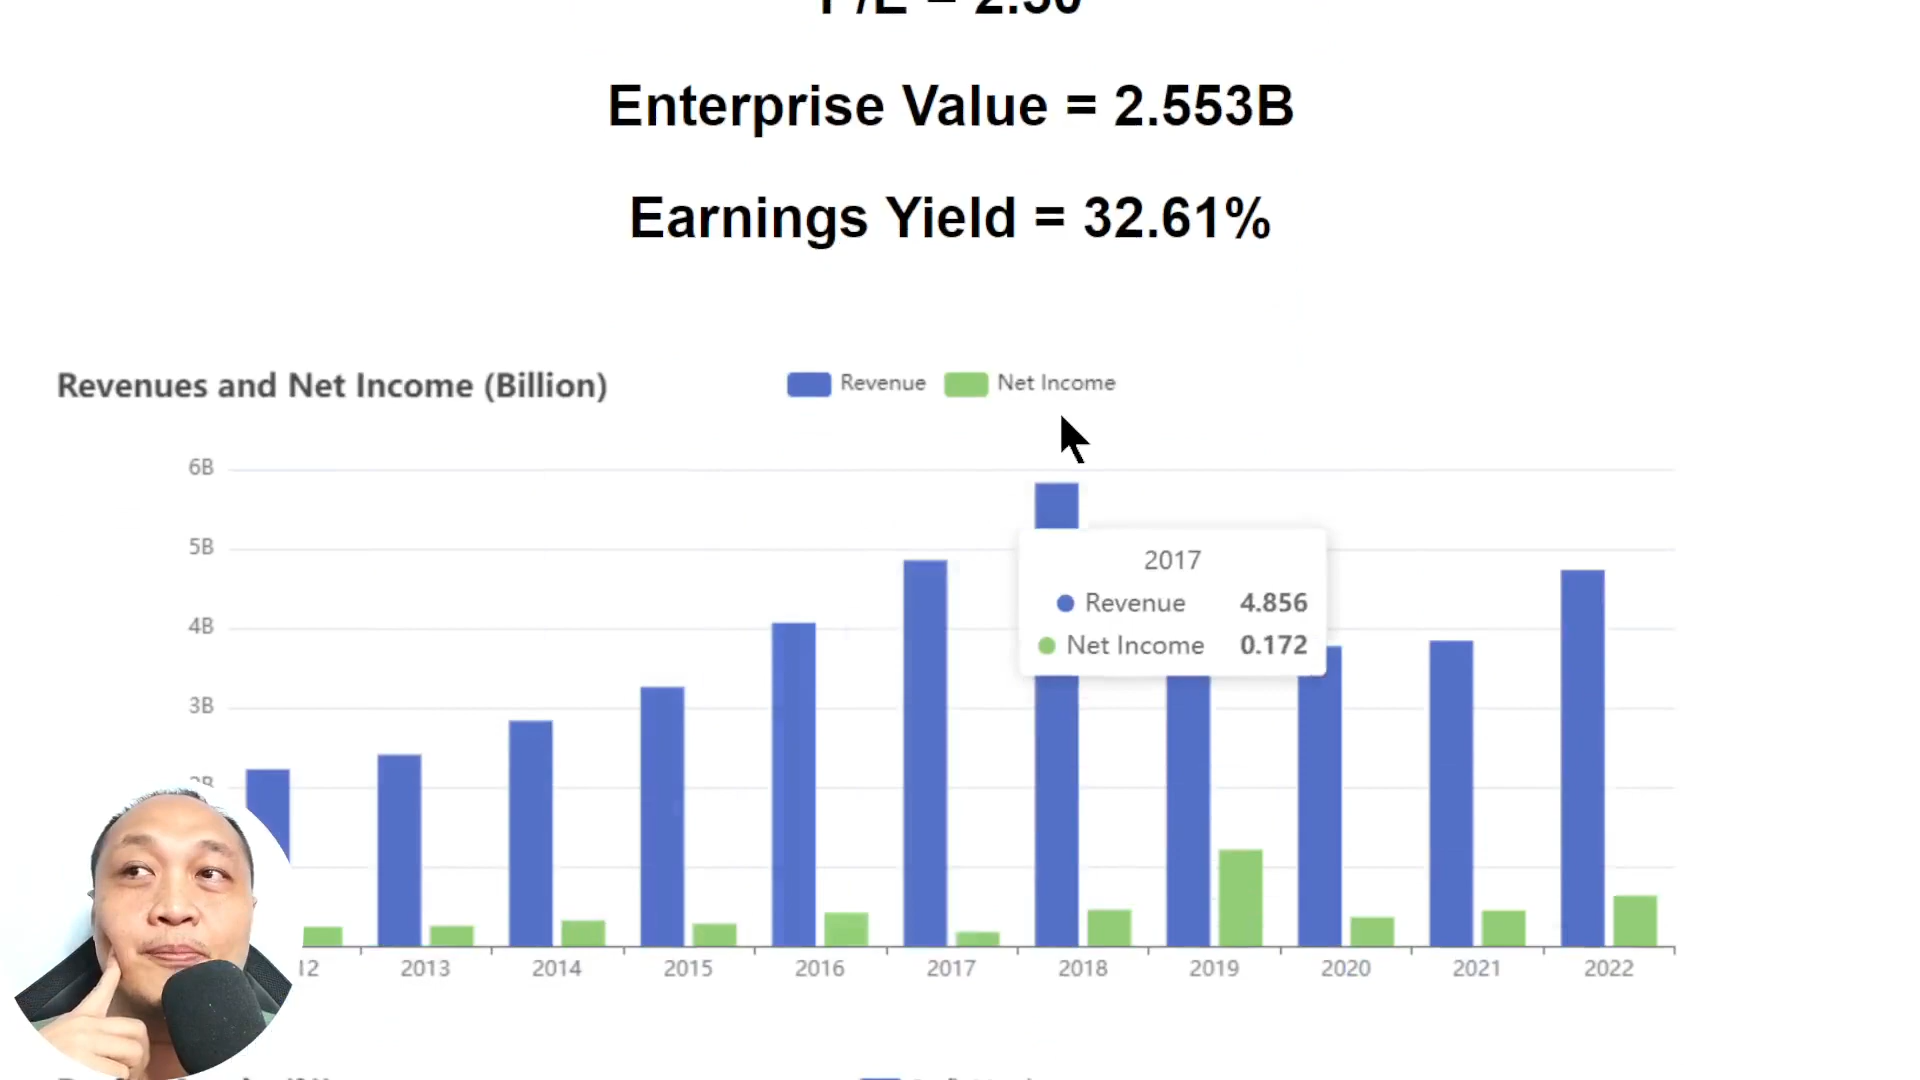 Enterprise Value = 2.553B
Earnings Yield = 32.61%
Revenues and Net Income (Billion)
Revenue
Net Income
6B
5B
4B
3B
2017
Revenue 4.856
Net Income 0.172
2013
2014
2015
2016
2017
2018
2019
2020
2021
2022